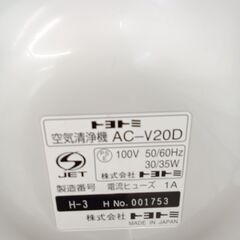 トヨトミ
空気清浄機 AC-V20D
100V 50/60Hz
30/35W
JET
株式会社 トヨトミ
製造番号 電流ヒューズ 1A
H-3 H No.001753
株式会社 トヨトミ
MADE IN JAPAN